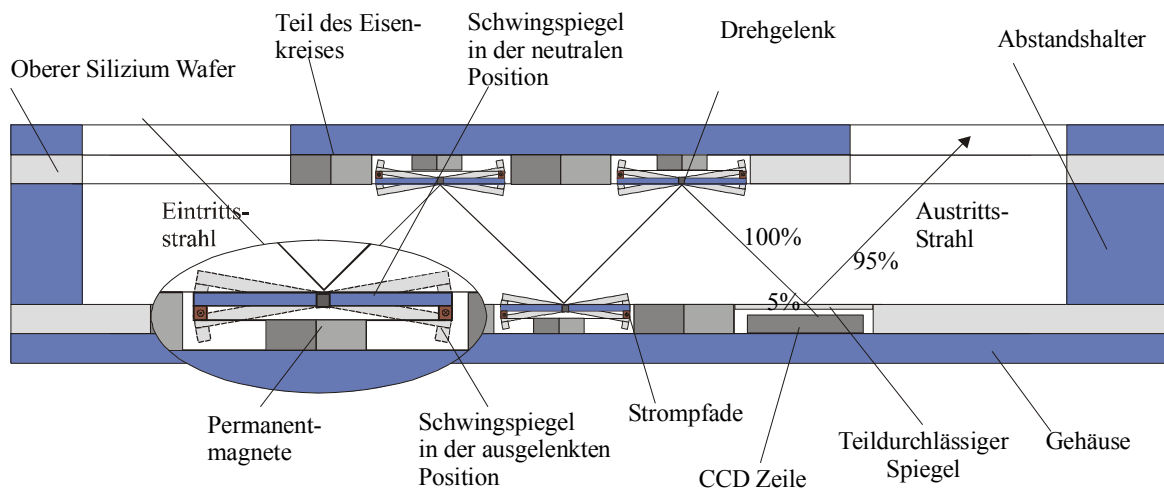 Teil des Eisen-
kreises
Schwingspiegel
in der neutralen
Position
Drehgelenk
Abstandshalter
Oberer Silizium Wafer
Eintritts-
strahl
100%
95%
5%
Austritts-
Strahl
Permanent-
magnete
Schwingspiegel
in der ausgelenkten
Position
Strompfade
CCD Zeile
Teildurchlässiger
Spiegel
Gehäuse